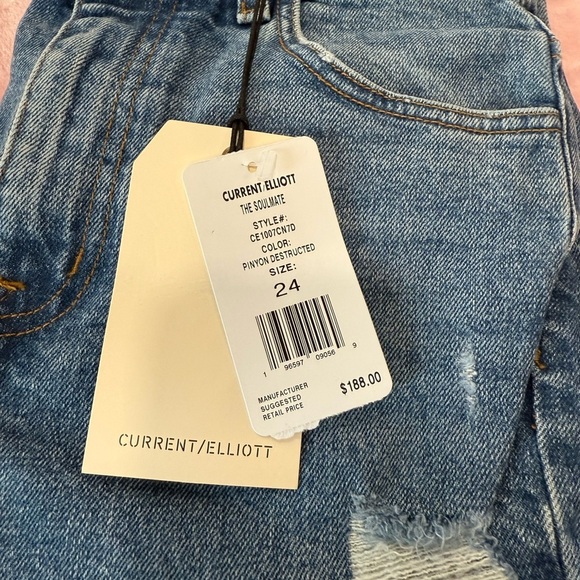 CURRENT/ELLIOTT
THE SOULMATE
STYLE#:
CE1007CN7D
COLOR:
PINYON DESTRUCTED
SIZE:
24
1 96597 09056 9
MANUFACTURER
SUGGESTED
RETAIL PRICE
$188.00
CURRENT/ELLIOTT